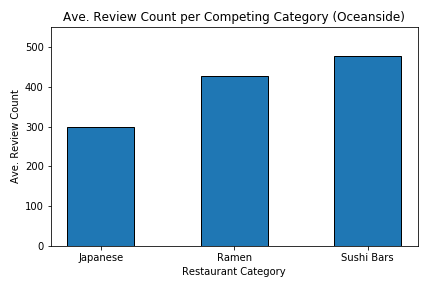 Ave. Review Count per Competing Category (Oceanside)
500
400
300
200
100
0
Ave. Review Count
Japanese
Ramen
Sushi Bars
Restaurant Category